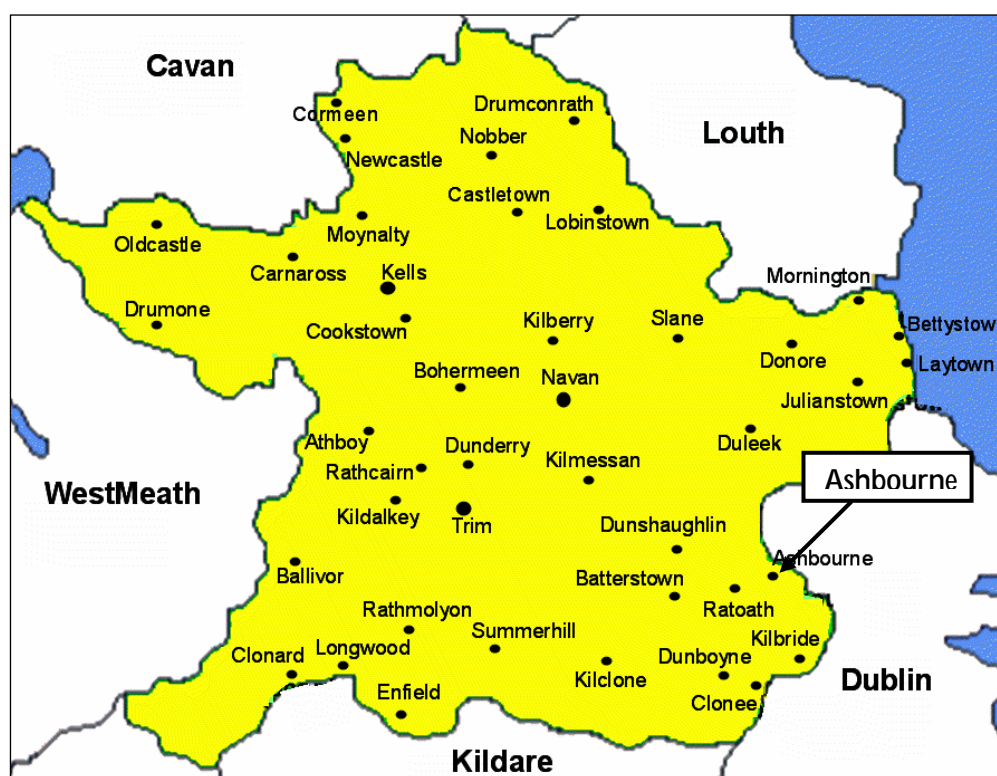 Cavan
Cormeen
Drumconrath
Louth
Nobber
Newcastle
Castletown
Moynalty
Lobinstown
Oldcastle
Carnaross
Kells
Mornington
Drumone
Cookstown
Kilberry
Slane
Bettystow
Donore
Laytown
Bohermeen
Navan
Julianstown
Athboy
Dunderry
Duleek
Rathcairn
Kilmessan
WestMeath
Ashbourne
Kildalkey
Trim
Dunshaughlin
Ashbourne
Ballivor
Batterstown
Ratoath
Rathmolyon
Summerhill
Kilbride
Clonard
Longwood
Dunboyne
Kilclone
Dublin
Enfield
Clonee
Kildare